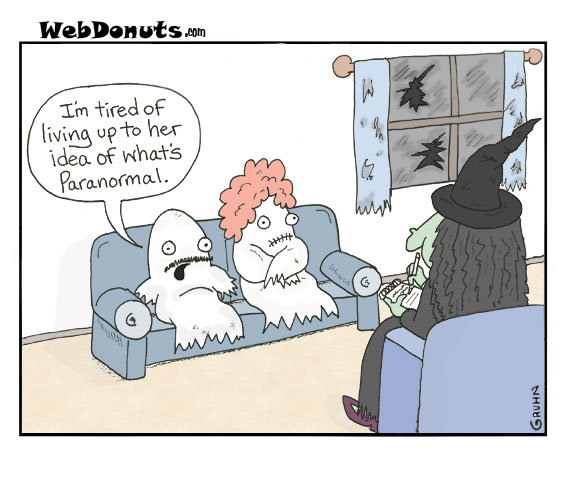 WebDonuts.com
I'm tired of
living up to her
idea of what's
Paranormal.
GRUHN